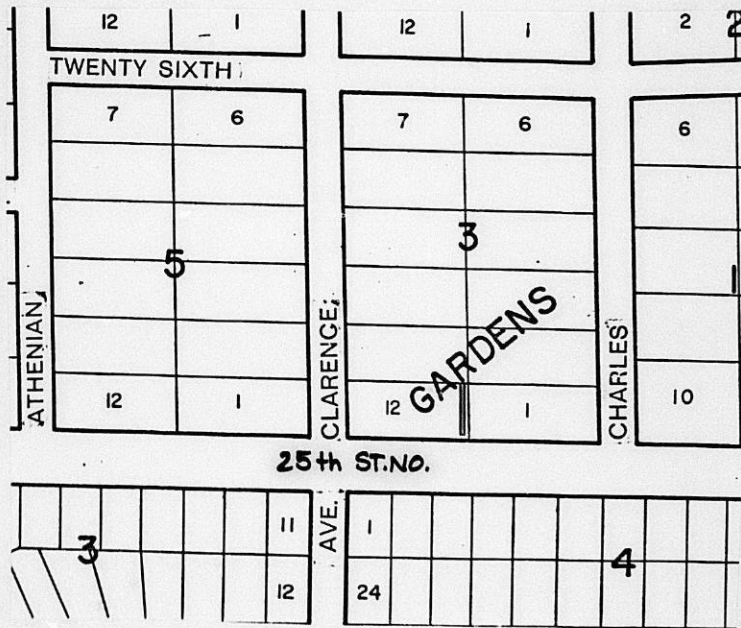 12 1 12 1 2 2
TWENTY SIXTH
7 6 7 6 6
5 3
ATHENIAN
CLARENCE
GARDENS
CHARLES
12 1 12 1 10
25th ST. NO.
AVE.
11 1
3 4
12 24